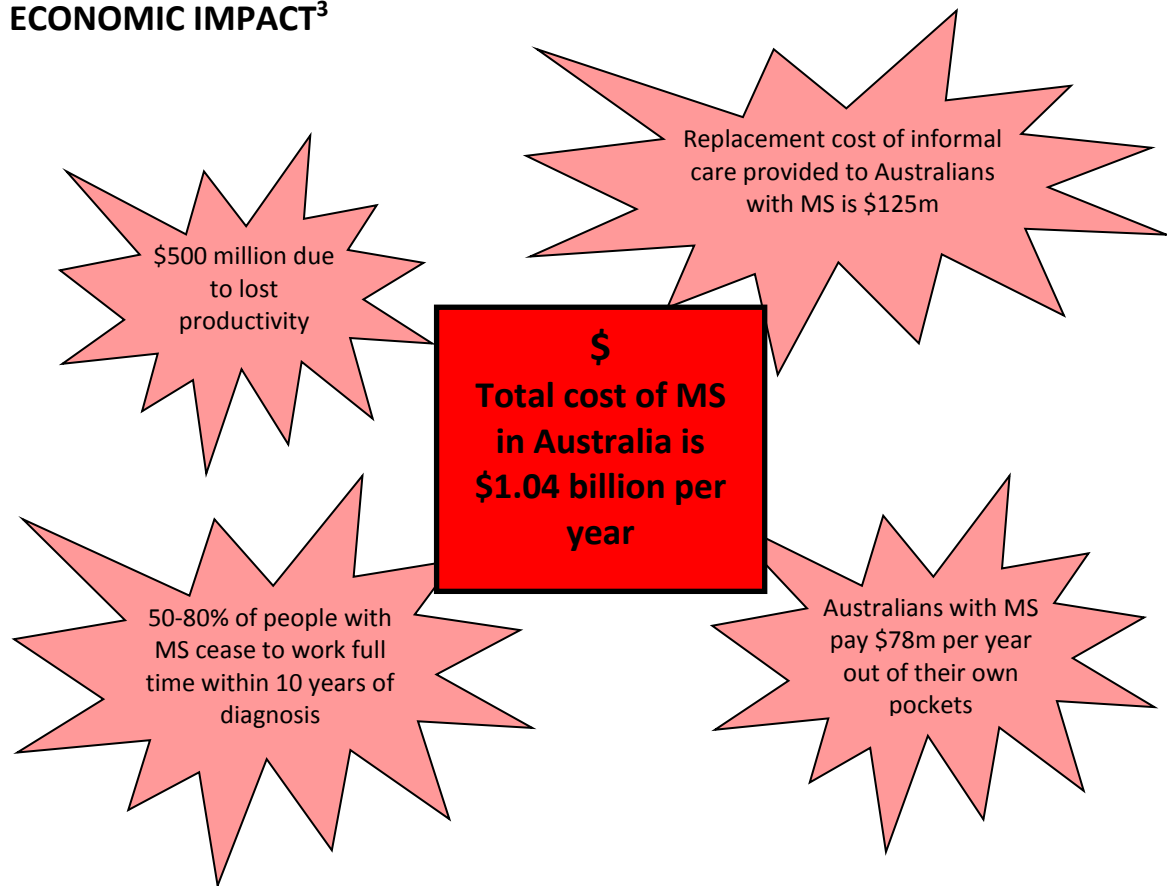 ECONOMIC IMPACT³
Replacement cost of informal
care provided to Australians
with MS is $125m
$500 million due
to lost
productivity
$
Total cost of MS
in Australia is
$1.04 billion per
year
50-80% of people with
MS cease to work full
time within 10 years of
diagnosis
Australians with MS
pay $78m per year
out of their own
pockets